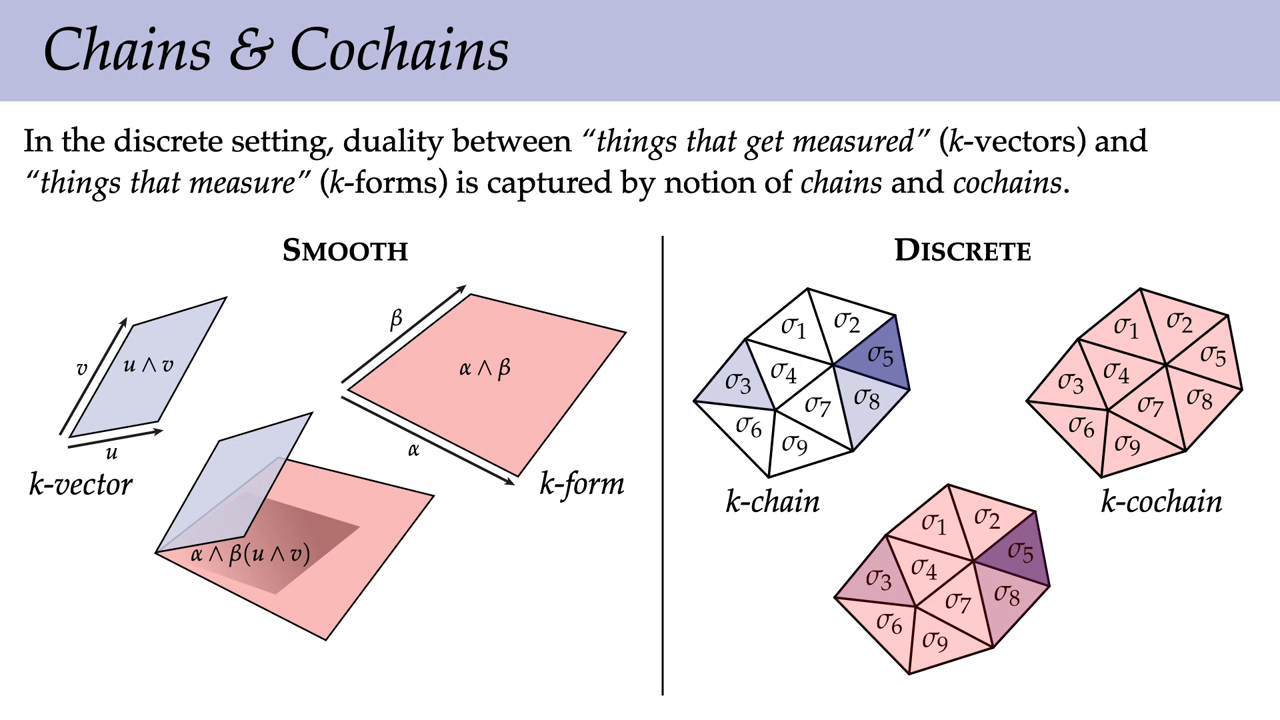 Chains & Cochains
In the discrete setting, duality between “things that get measured” (k-vectors) and
“things that measure” (k-forms) is captured by notion of chains and cochains.
SMOOTH
v
u ∧ v
u
k-vector
β
α ∧ β
α
k-form
α ∧ β(u ∧ v)
DISCRETE
σ1 σ2
σ5
σ3 σ4
σ7 σ8
σ6 σ9
k-chain
σ1 σ2
σ5
σ3 σ4
σ7 σ8
σ6 σ9
k-cochain
σ1 σ2
σ5
σ3 σ4
σ7 σ8
σ6 σ9